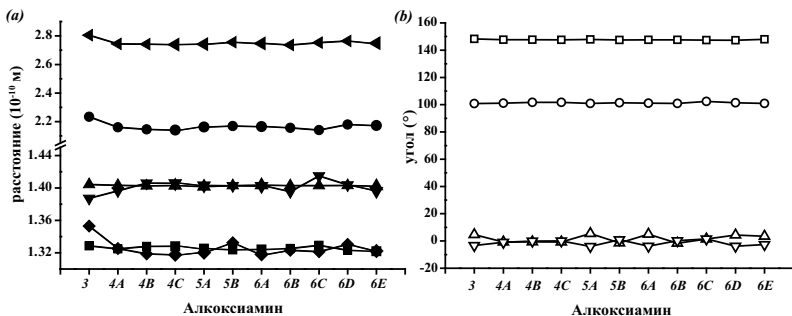 (a)
расстояние (10⁻¹⁰ м)
2.8
2.6
2.4
2.2
1.44
1.40
1.36
1.32
3 4A 4B 4C 5A 5B 6A 6B 6C 6D 6E
Алкоксиамин
(b)
угол (°)
160
140
120
100
80
60
40
20
0
-20
3 4A 4B 4C 5A 5B 6A 6B 6C 6D 6E
Алкоксиамин